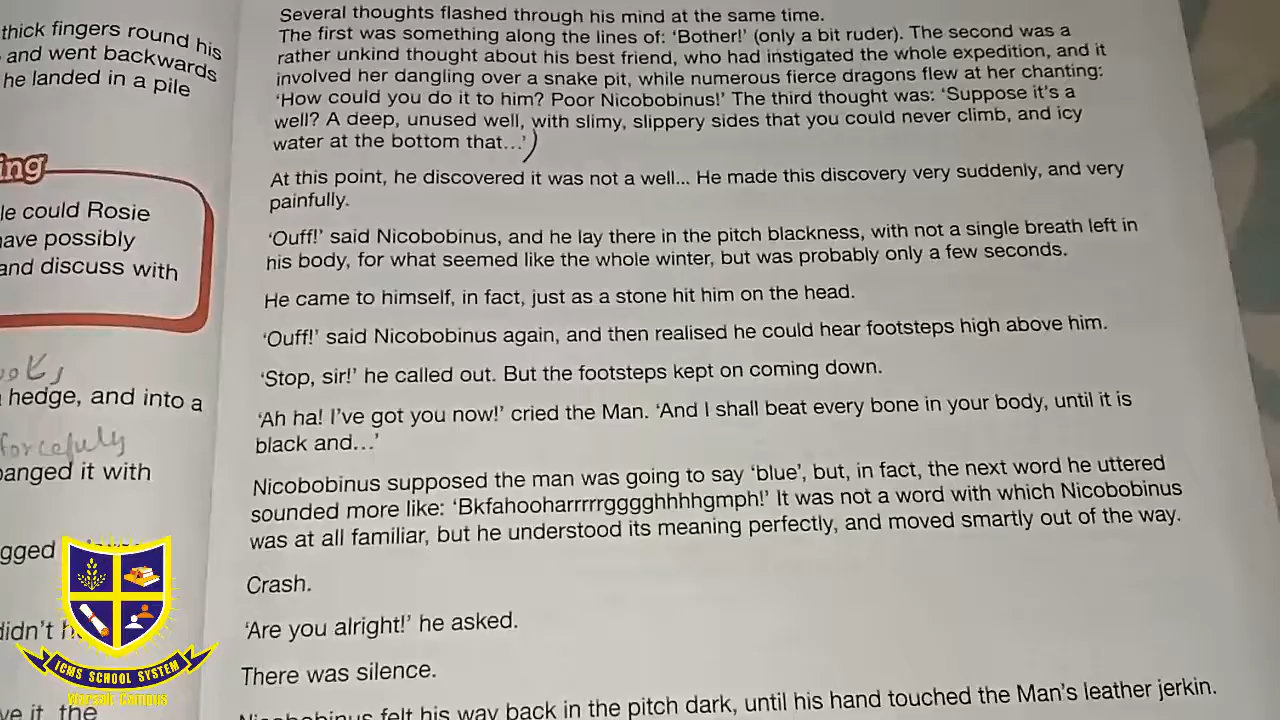 thick fingers round his
and went backwards
he landed in a pile
ing
le could Rosie
ave possibly
and discuss with
hedge, and into a
forcefully
banged it with
gged
didn't h
ve it, the
Several thoughts flashed through his mind at the same time.
The first was something along the lines of: 'Bother!' (only a bit ruder). The second was a
rather unkind thought about his best friend, who had instigated the whole expedition, and it
involved her dangling over a snake pit, while numerous fierce dragons flew at her chanting:
'How could you do it to him? Poor Nicobobinus!' The third thought was: 'Suppose it's a
well? A deep, unused well, with slimy, slippery sides that you could never climb, and icy
water at the bottom that...')
At this point, he discovered it was not a well... He made this discovery very suddenly, and very
painfully.
'Ouff!' said Nicobobinus, and he lay there in the pitch blackness, with not a single breath left in
his body, for what seemed like the whole winter, but was probably only a few seconds.
He came to himself, in fact, just as a stone hit him on the head.
'Ouff!' said Nicobobinus again, and then realised he could hear footsteps high above him.
'Stop, sir!' he called out. But the footsteps kept on coming down.
'Ah ha! I've got you now!' cried the Man. 'And I shall beat every bone in your body, until it is
black and...'
Nicobobinus supposed the man was going to say 'blue', but, in fact, the next word he uttered
sounded more like: 'Bkfahooharrrrrgggghhhhgmph!' It was not a word with which Nicobobinus
was at all familiar, but he understood its meaning perfectly, and moved smartly out of the way.
Crash.
'Are you alright!' he asked.
There was silence.
Nicobobinus felt his way back in the pitch dark, until his hand touched the Man's leather jerkin.
ICMS SCHOOL SYSTEM
Warsak Campus